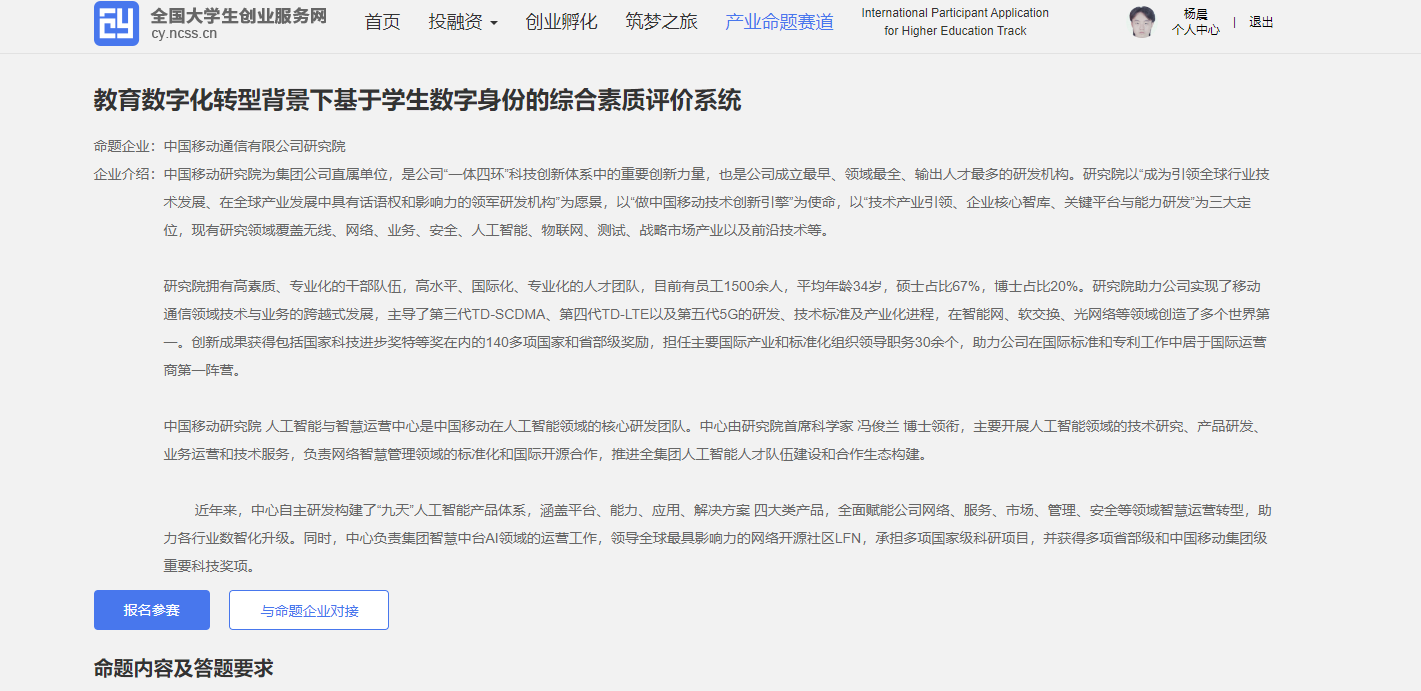 全国大学生创业服务网
cy.ncss.cn
首页
投融资
创业孵化
筑梦之旅
产业命题赛道
International Participant Application
for Higher Education Track
杨晨
个人中心
退出
教育数字化转型背景下基于学生数字身份的综合素质评价系统
命题企业：中国移动通信有限公司研究院
企业介绍：中国移动研究院为集团公司直属单位，是公司“一体四环”科技创新体系中的重要创新力量，也是公司成立最早、领域最全、输出人才最多的研发机构。研究院以“成为引领全球行业技
术发展、在全球产业发展中具有话语权和影响力的领军研发机构”为愿景，以“做中国移动技术创新引擎”为使命，以“技术产业引领、企业核心智库、关键平台与能力研发”为三大定
位，现有研究领域覆盖无线、网络、业务、安全、人工智能、物联网、测试、战略市场产业以及前沿技术等。
研究院拥有高素质、专业化的干部队伍，高水平、国际化、专业化的人才团队，目前有员工1500余人，平均年龄34岁，硕士占比67%，博士占比20%。研究院助力公司实现了移动
通信领域技术与业务的跨越式发展，主导了第三代TD-SCDMA、第四代TD-LTE以及第五代5G的研发、技术标准及产业化进程，在智能网、软交换、光网络等领域创造了多个世界第
一。创新成果获得包括国家科技进步奖特等奖在内的140多项国家和省部级奖励，担任主要国际产业和标准化组织领导职务30余个，助力公司在国际标准和专利工作中居于国际运营
商第一阵营。
中国移动研究院 人工智能与智慧运营中心是中国移动在人工智能领域的核心研发团队。中心由研究院首席科学家 冯俊兰 博士领衔，主要开展人工智能领域的技术研究、产品研发、
业务运营和技术服务，负责网络智慧管理领域的标准化和国际开源合作，推进全集团人工智能人才队伍建设和合作生态构建。
近年来，中心自主研发构建了“九天”人工智能产品体系，涵盖平台、能力、应用、解决方案 四大类产品，全面赋能公司网络、服务、市场、管理、安全等领域智慧运营转型，助
力各行业数智化升级。同时，中心负责集团智慧中台AI领域的运营工作，领导全球最具影响力的网络开源社区LFN，承担多项国家级科研项目，并获得多项省部级和中国移动集团级
重要科技奖项。
报名参赛
与命题企业对接
命题内容及答题要求